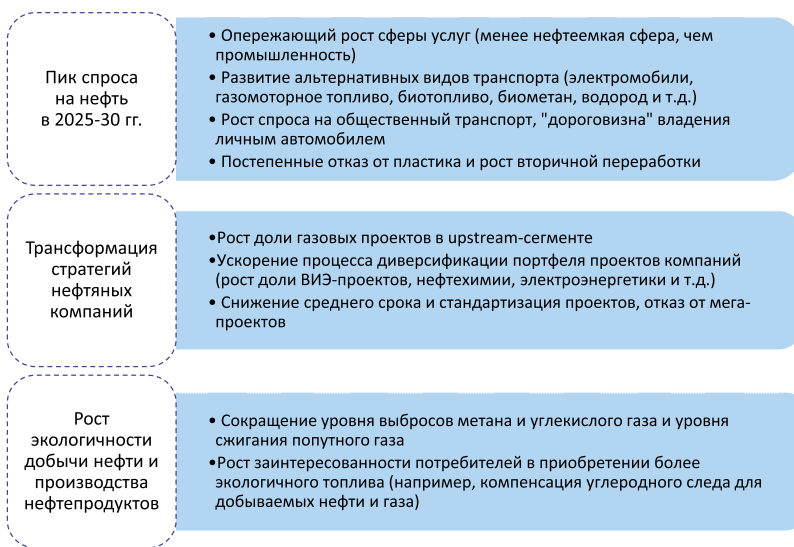 Пик спроса
на нефть
в 2025-30 гг.
• Опережающий рост сферы услуг (менее нефтеемкая сфера, чем
промышленность)
• Развитие альтернативных видов транспорта (электромобили,
газомоторное топливо, биотопливо, биометан, водород и т.д.)
• Рост спроса на общественный транспорт, "дороговизна" владения
личным автомобилем
• Постепенные отказ от пластика и рост вторичной переработки
Трансформация
стратегий
нефтяных
компаний
•Рост доли газовых проектов в upstream-сегменте
•Ускорение процесса диверсификации портфеля проектов компаний
(рост доли ВИЭ-проектов, нефтехимии, электроэнергетики и т.д.)
• Снижение среднего срока и стандартизация проектов, отказ от мега-
проектов
Рост
экологичности
добычи нефти и
производства
нефтепродуктов
• Сокращение уровня выбросов метана и углекислого газа и уровня
сжигания попутного газа
•Рост заинтересованности потребителей в приобретении более
экологичного топлива (например, компенсация углеродного следа для
добываемых нефти и газа)